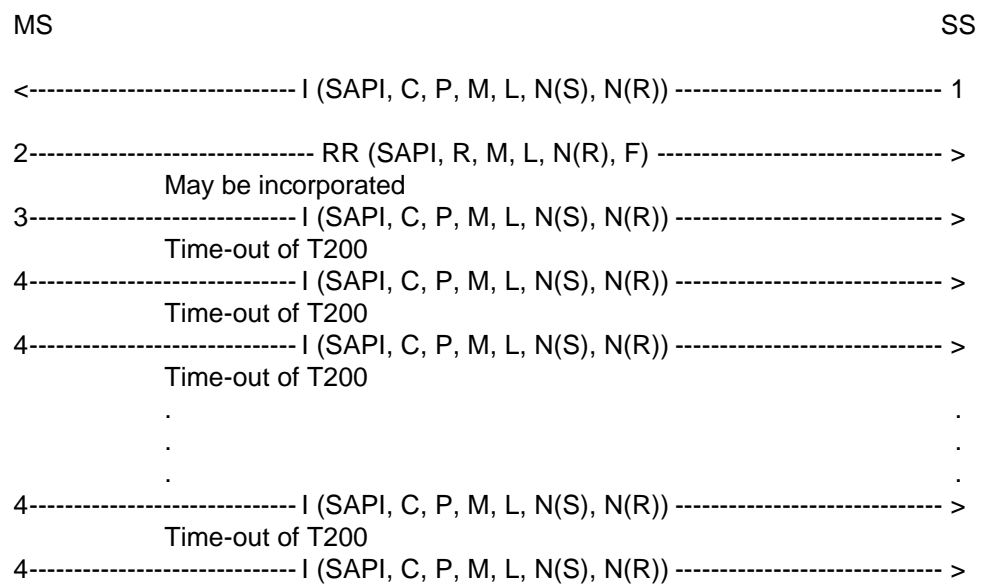 MS SS
<------------------------------ I (SAPI, C, P, M, L, N(S), N(R)) ------------------------------ 1
2-------------------------------- RR (SAPI, R, M, L, N(R), F) -------------------------------- >
May be incorporated
3------------------------------ I (SAPI, C, P, M, L, N(S), N(R)) ------------------------------ >
Time-out of T200
4------------------------------ I (SAPI, C, P, M, L, N(S), N(R)) ------------------------------ >
Time-out of T200
4------------------------------ I (SAPI, C, P, M, L, N(S), N(R)) ------------------------------ >
Time-out of T200
. .
. .
. .
4------------------------------ I (SAPI, C, P, M, L, N(S), N(R)) ------------------------------ >
Time-out of T200
4------------------------------ I (SAPI, C, P, M, L, N(S), N(R)) ------------------------------ >